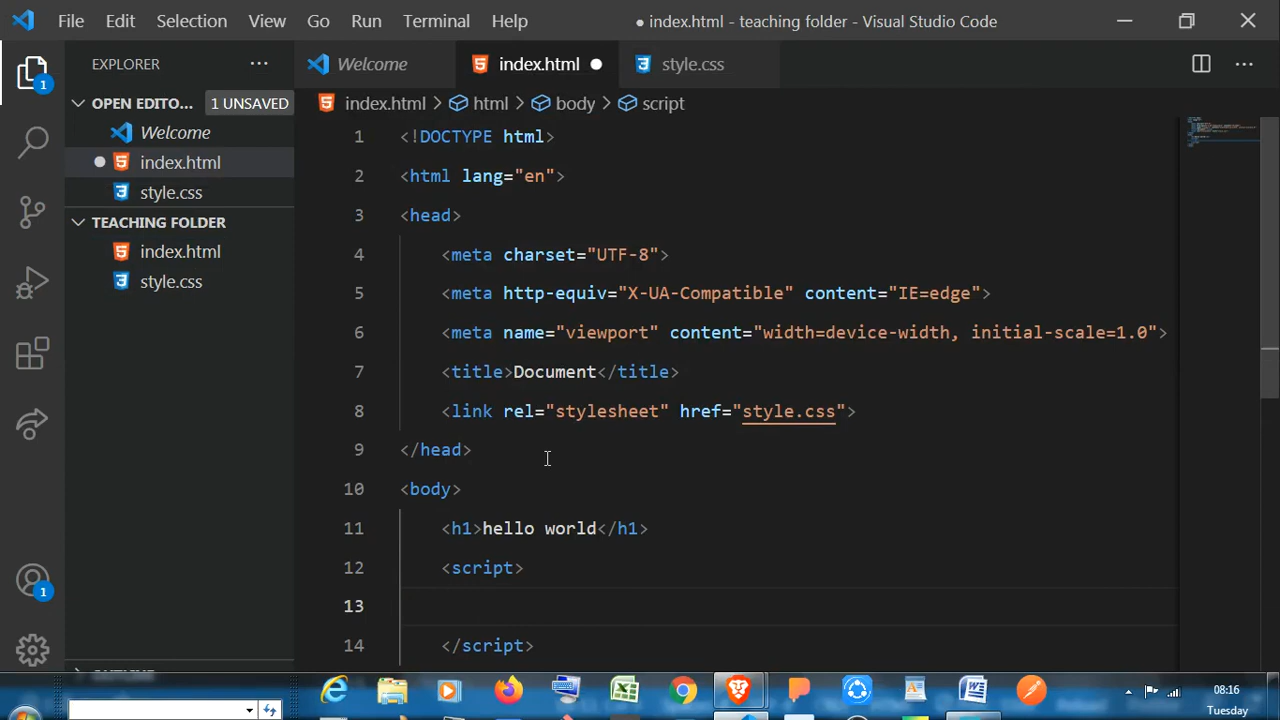 File Edit Selection View Go Run Terminal Help ● index.html - teaching folder - Visual Studio Code
EXPLORER ··· Welcome index.html ● style.css ···
OPEN EDITO... 1 UNSAVED
index.html > html > body > script
Welcome
● index.html
style.css
TEACHING FOLDER
index.html
style.css
1 <!DOCTYPE html>
2 <html lang="en">
3 <head>
4 <meta charset="UTF-8">
5 <meta http-equiv="X-UA-Compatible" content="IE=edge">
6 <meta name="viewport" content="width=device-width, initial-scale=1.0">
7 <title>Document</title>
8 <link rel="stylesheet" href="style.css">
9 </head>
10 <body>
11 <h1>hello world</h1>
12 <script>
13
14 </script>
1
1
OUTLINE
08:16
Tuesday